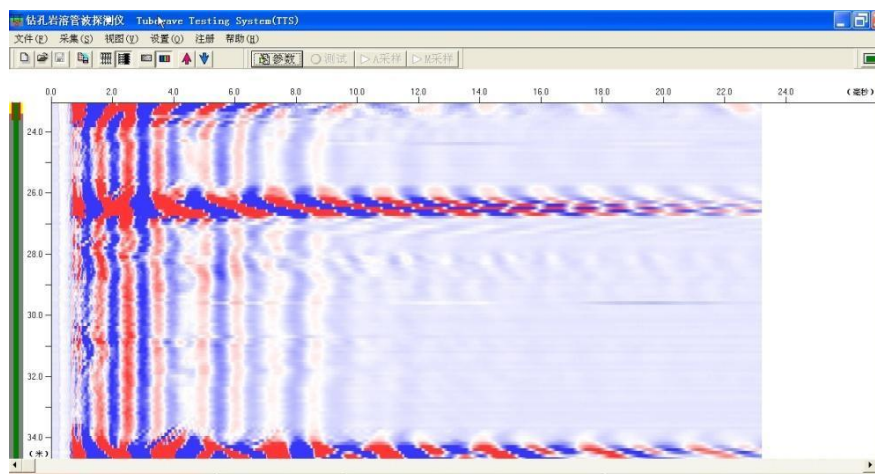 钻孔岩溶管波探测仪 Tubewave Testing System(TTS)
文件(F) 采集(S) 视图(V) 设置(O) 注册 帮助(H)
参数 测试 A采样 M采样
0.0 2.0 4.0 6.0 8.0 10.0 12.0 14.0 16.0 18.0 20.0 22.0 24.0 (毫秒)
24.0
26.0
28.0
30.0
32.0
34.0
(米)